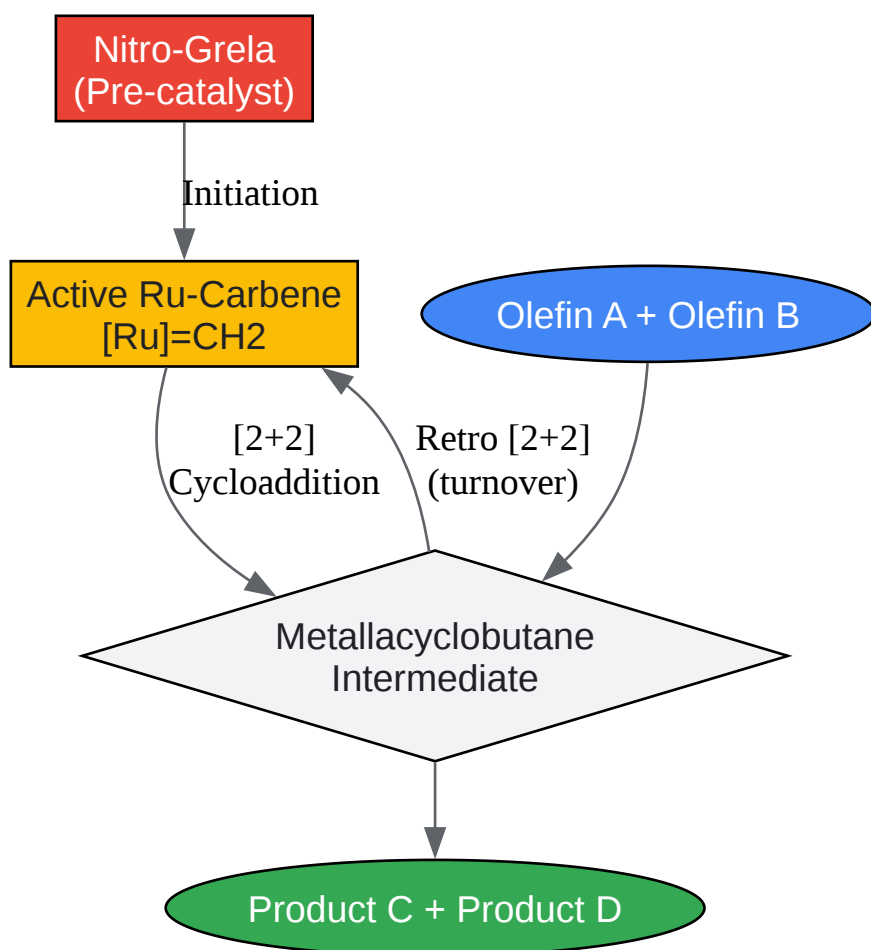 Nitro-Grela
(Pre-catalyst)
Initiation
Active Ru-Carbene
[Ru]=CH2
Olefin A + Olefin B
[2+2]
Cycloaddition
Retro [2+2]
(turnover)
Metallacyclobutane
Intermediate
Product C + Product D